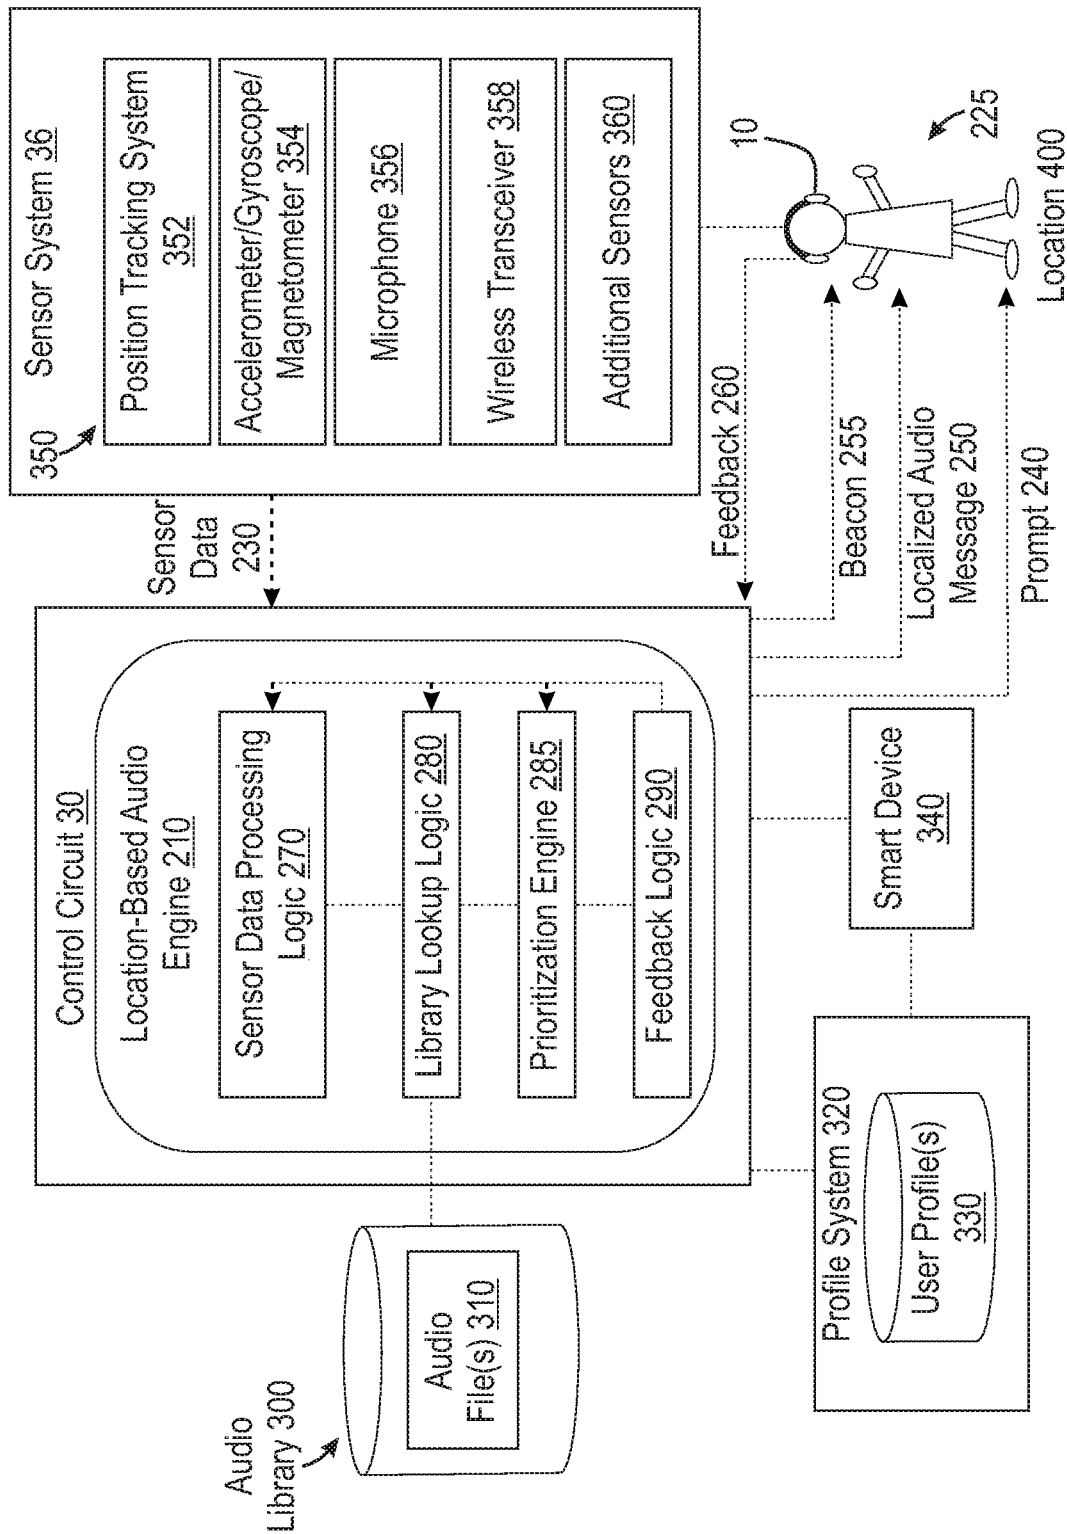 Audio
Library 300
Audio
File(s) 310
Control Circuit 30
Location-Based Audio
Engine 210
Sensor Data Processing
Logic 270
Library Lookup Logic 280
Prioritization Engine 285
Feedback Logic 290
Sensor
Data
230
Sensor System 36
350
Position Tracking System
352
Accelerometer/Gyroscope/
Magnetometer 354
Microphone 356
Wireless Transceiver 358
Additional Sensors 360
Profile System 320
User Profile(s)
330
Smart Device
340
Feedback 260
Beacon 255
Localized Audio
Message 250
Prompt 240
10
225
Location 400